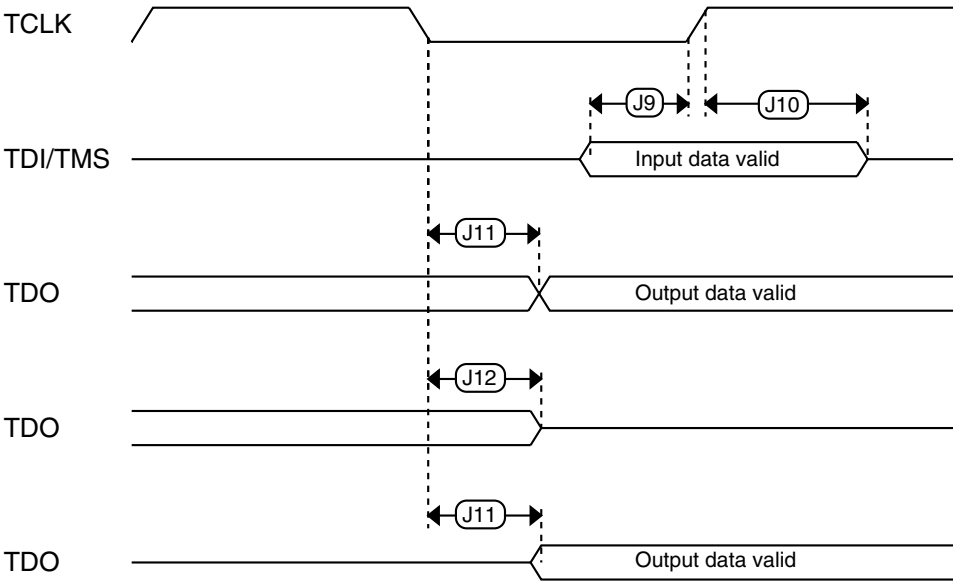 TCLK
J9
J10
TDI/TMS
Input data valid
J11
TDO
Output data valid
J12
TDO
J11
TDO
Output data valid